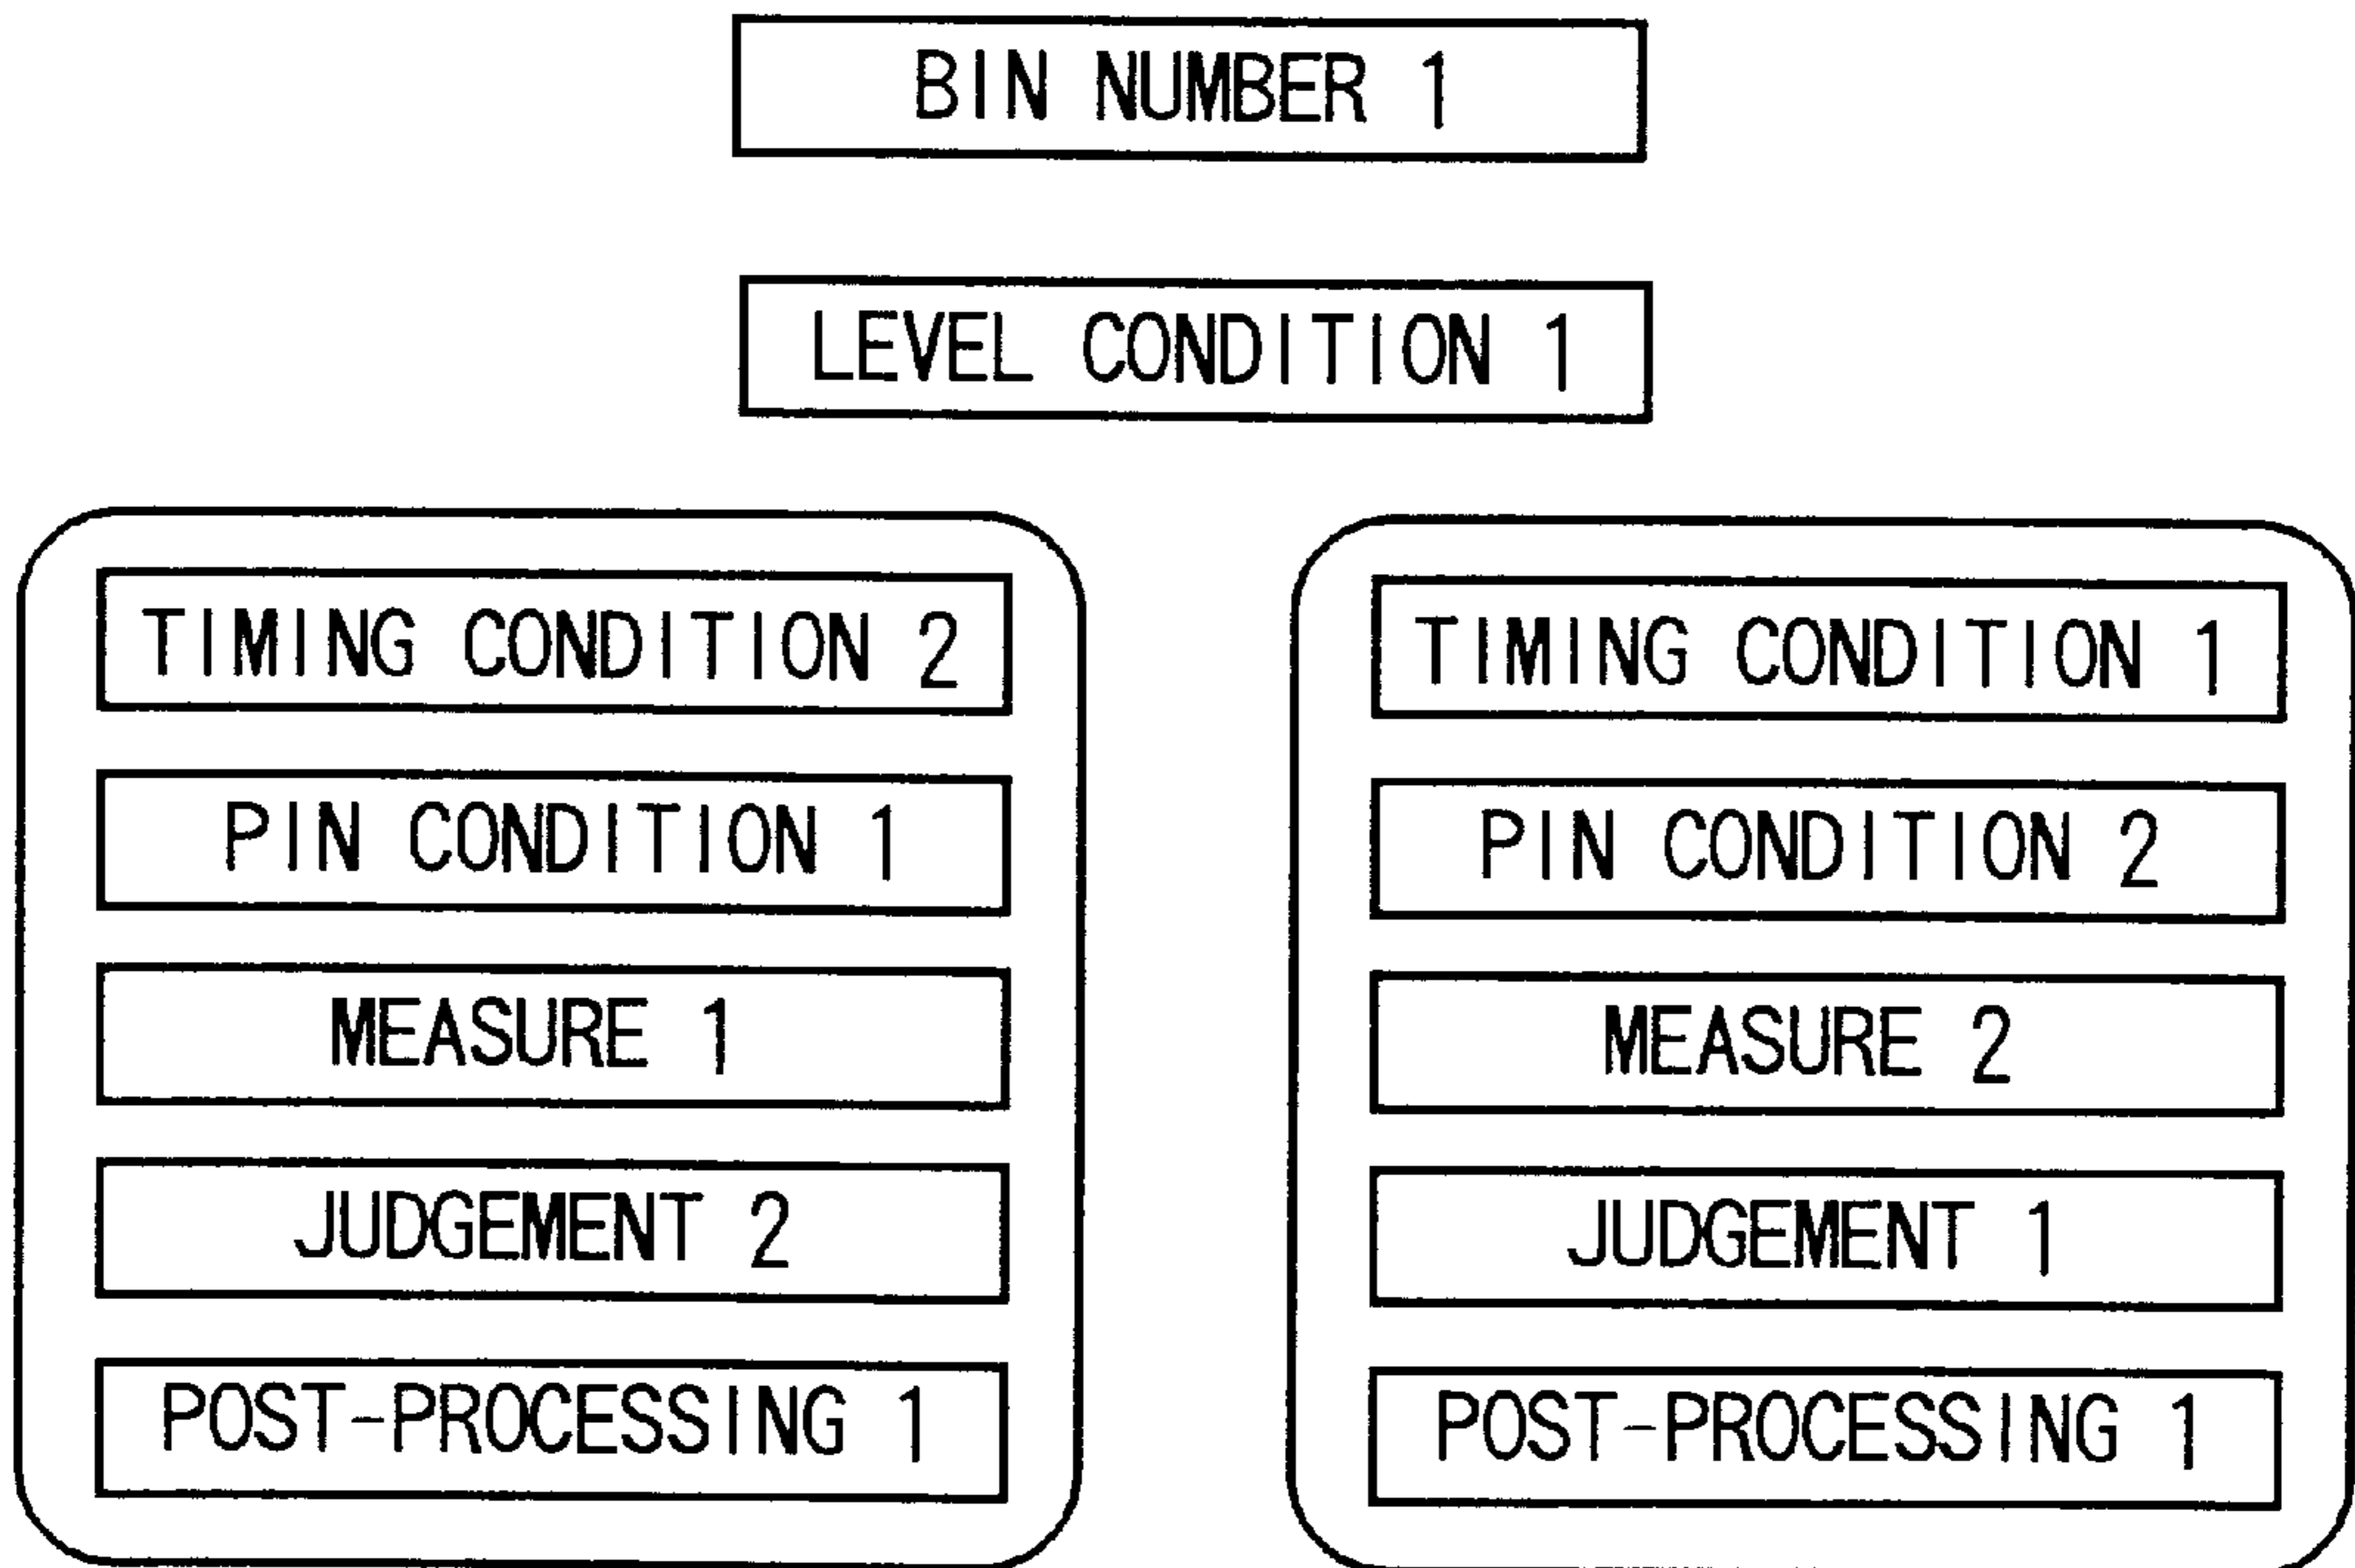 BIN NUMBER 1
LEVEL CONDITION 1
TIMING CONDITION 2
PIN CONDITION 1
MEASURE 1
JUDGEMENT 2
POST-PROCESSING 1
TIMING CONDITION 1
PIN CONDITION 2
MEASURE 2
JUDGEMENT 1
POST-PROCESSING 1